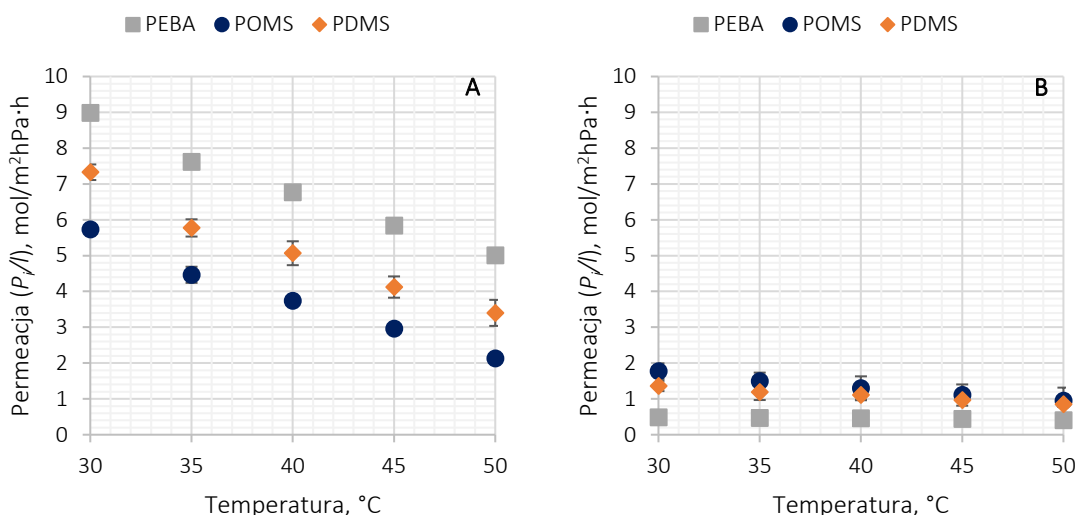 PEBA POMS PDMS
A
10
9
8
7
6
5
4
3
2
1
0
30 35 40 45 50
Permeacja (Pᵢ/l), mol/m²hPa·h
Temperatura, °C
PEBA POMS PDMS
B
10
9
8
7
6
5
4
3
2
1
0
30 35 40 45 50
Permeacja (Pᵢ/l), mol/m²hPa·h
Temperatura, °C